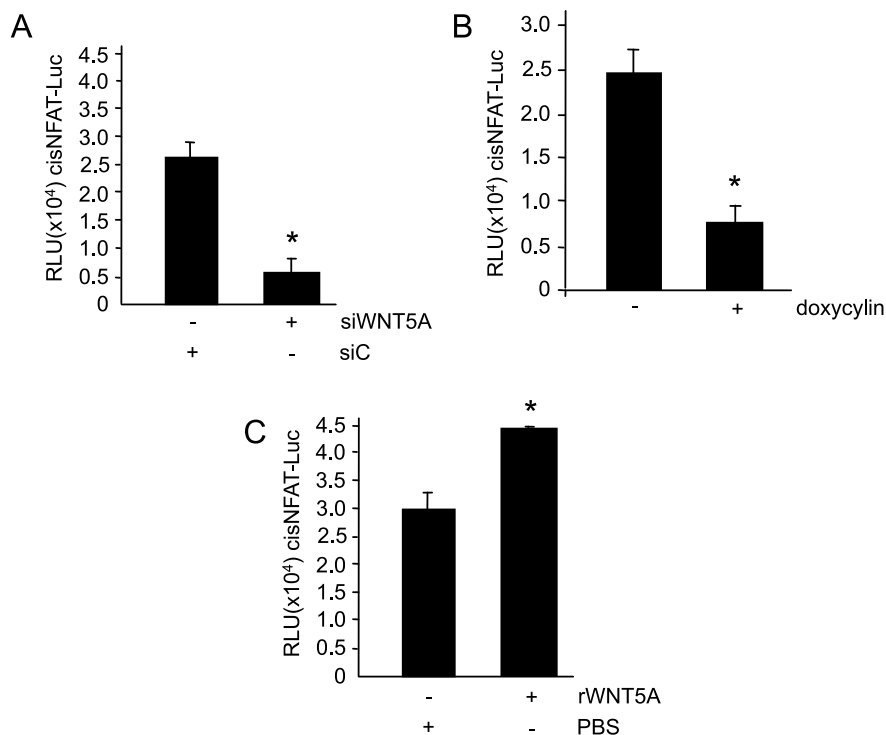 A
RLU(x10⁴) cisNFAT-Luc
4.5
4.0
3.5
3.0
2.5
2.0
1.5
1.0
0.5
0
*
- + siWNT5A
+ - siC
B
RLU(x10⁴) cisNFAT-Luc
3.0
2.5
2.0
1.5
1.0
0.5
0
*
- + doxycylin
C
RLU(x10⁴) cisNFAT-Luc
4.5
4.0
4.5
3.0
2.5
2.0
1.5
1.0
0.5
0
*
- + rWNT5A
+ - PBS